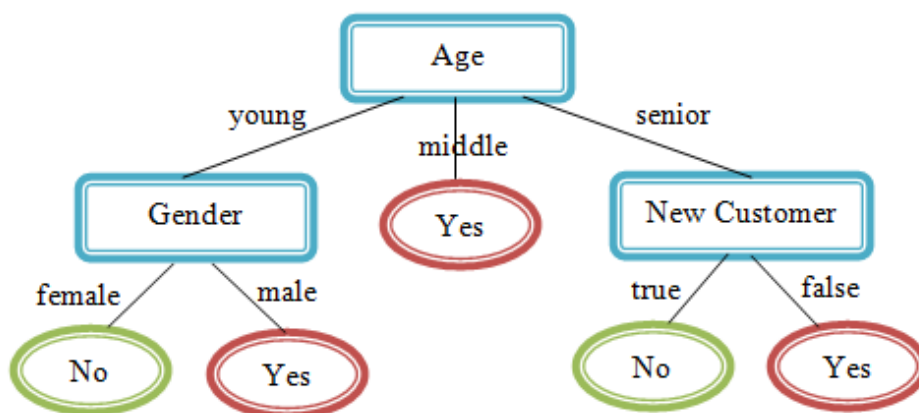 Age
young
middle
senior
Gender
Yes
New Customer
female
male
true
false
No
Yes
No
Yes